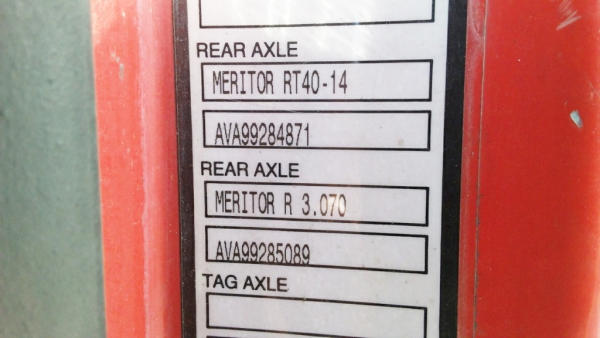 REAR AXLE
MERITOR RT40-14
AVA99284871
REAR AXLE
MERITOR R 3.070
AVA99285089
TAG AXLE